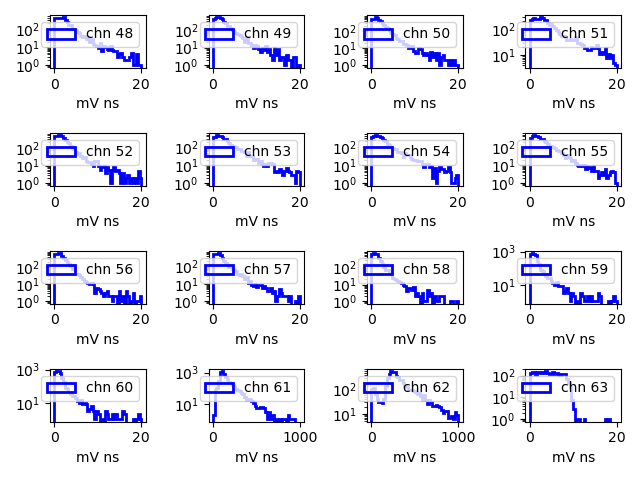 10² 10¹ 10⁰ chn 48 0 20 mV ns
10² 10¹ 10⁰ chn 49 0 20 mV ns
10² 10¹ 10⁰ chn 50 0 20 mV ns
10² 10¹ chn 51 0 20 mV ns
10² 10¹ 10⁰ chn 52 0 20 mV ns
10² 10¹ 10⁰ chn 53 0 20 mV ns
10² 10¹ 10⁰ chn 54 0 20 mV ns
10² 10¹ 10⁰ chn 55 0 20 mV ns
10² 10¹ 10⁰ chn 56 0 20 mV ns
10² 10¹ 10⁰ chn 57 0 20 mV ns
10² 10¹ 10⁰ chn 58 0 20 mV ns
10³ 10¹ chn 59 0 20 mV ns
10³ 10¹ chn 60 0 20 mV ns
10³ 10¹ chn 61 0 1000 mV ns
10² 10¹ chn 62 0 1000 mV ns
10² 10¹ 10⁰ chn 63 0 20 mV ns